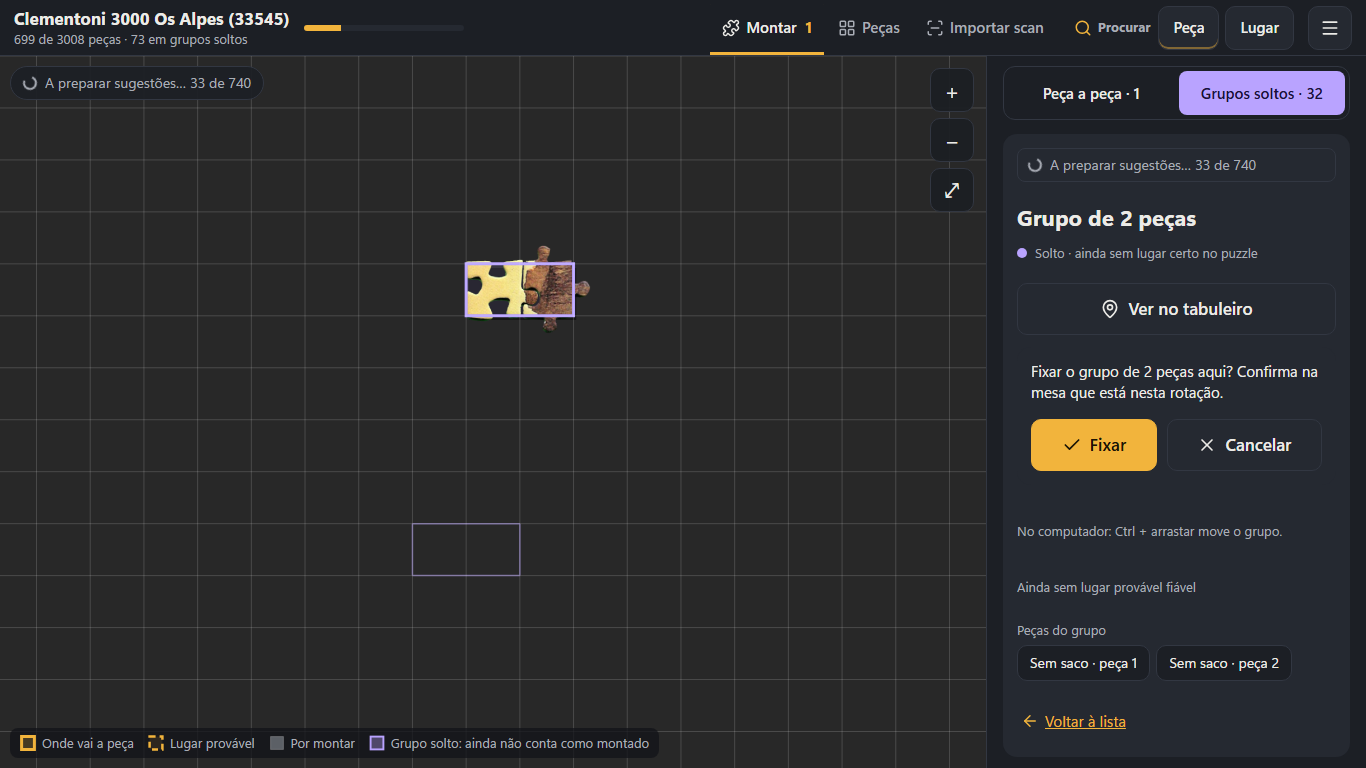 Clementoni 3000 Os Alpes (33545)
699 de 3008 peças · 73 em grupos soltos
Montar 1
Peças
Importar scan
Procurar
Peça
Lugar
A preparar sugestões... 33 de 740
Peça a peça · 1
Grupos soltos · 32
A preparar sugestões... 33 de 740
Grupo de 2 peças
Solto · ainda sem lugar certo no puzzle
Ver no tabuleiro
Fixar o grupo de 2 peças aqui? Confirma na
mesa que está nesta rotação.
Fixar
Cancelar
No computador: Ctrl + arrastar move o grupo.
Ainda sem lugar provável fiável
Peças do grupo
Sem saco · peça 1
Sem saco · peça 2
Voltar à lista
Onde vai a peça
Lugar provável
Por montar
Grupo solto: ainda não conta como montado